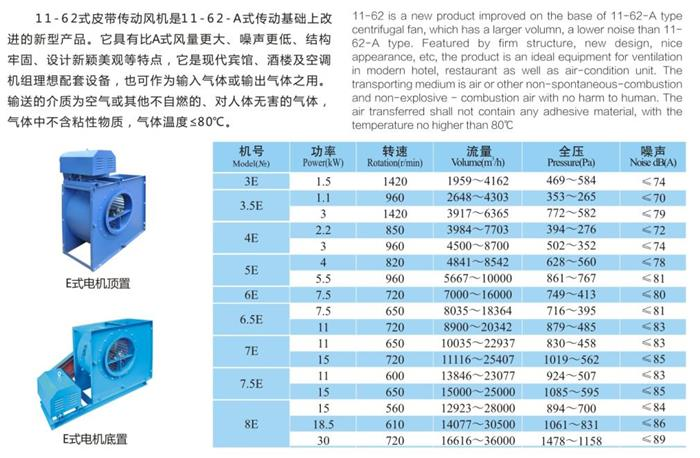 11-62式皮带传动风机是11-62-A式传动基础上改
进的新型产品。它具有比A式风量更大、噪声更低、结构
牢固、设计新颖美观等特点，它是现代宾馆、酒楼及空调
机组理想配套设备，也可作为输入气体或输出气体之用。
输送的介质为空气或其他不自燃的、对人体无害的气体，
气体中不含粘性物质，气体温度≤80℃。
11-62 is a new product improved on the base of 11-62-A type
centrifugal fan, which has a larger volumn, a lower noise than 11-
62-A type. Featured by firm structure, new design, nice
appearance, etc, the product is an ideal equipment for ventilation
in modern hotel, restaurant as well as air-condition unit. The
transporting medium is air or other non-spontaneous-combustion
and non-explosive - combustion air with no harm to human. The
air transferred shall not contain any adhesive material, with the
temperature no higher than 80℃
机号 功率 转速 流量 全压 噪声
Model(№) Power(kW) Rotation(r/min) Volume(m³/h) Pressure(Pa) Noise dB(A)
3E 1.5 1420 1959～4162 469～584 ≤74
3.5E 1.1 960 2648～4303 353～265 ≤70
3 1420 3917～6365 772～582 ≤79
4E 2.2 850 3984～7703 394～276 ≤72
3 960 4500～8700 502～352 ≤74
5E 4 820 4841～8542 628～560 ≤78
5.5 960 5667～10000 861～767 ≤81
6E 7.5 720 7000～16000 749～413 ≤80
6.5E 7.5 650 8035～18364 716～395 ≤81
11 720 8900～20342 879～485 ≤83
7E 11 650 10035～22937 830～458 ≤83
15 720 11116～25407 1019～562 ≤85
7.5E 11 600 13846～23077 924～507 ≤83
15 650 15000～25000 1085～595 ≤85
8E 15 560 12923～28000 894～700 ≤84
18.5 610 14077～30500 1061～831 ≤86
30 720 16616～36000 1478～1158 ≤89
E式电机顶置
E式电机底置